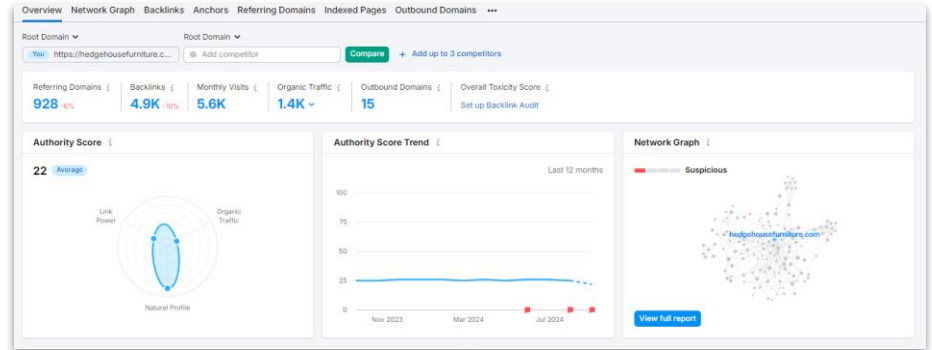 Overview Network Graph Backlinks Anchors Referring Domains Indexed Pages Outbound Domains •••
Root Domain Root Domain
You https://hedgehousefurniture.c... Add competitor Compare + Add up to 3 competitors
Referring Domains i Backlinks i Monthly Visits i Organic Traffic i Outbound Domains i Overall Toxicity Score i
928 -6% 4.9K -10% 5.6K 1.4K 15 Set up Backlink Audit
Authority Score i
22 Average
Link Power
Organic Traffic
Natural Profile
Authority Score Trend i
Last 12 months
100
75
50
25
0
Nov 2023 Mar 2024 Jul 2024
Network Graph i
Suspicious
hedgehousefurniture.com
View full report